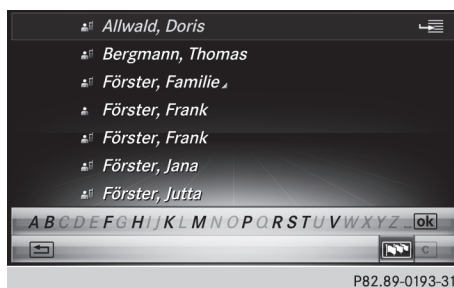 Allwald, Doris
Bergmann, Thomas
Förster, Familie
Förster, Frank
Förster, Frank
Förster, Jana
Förster, Jutta
A B C D E F G H I J K L M N O P Q R S T U V W X Y Z _ ok
C
P82.89-0193-31